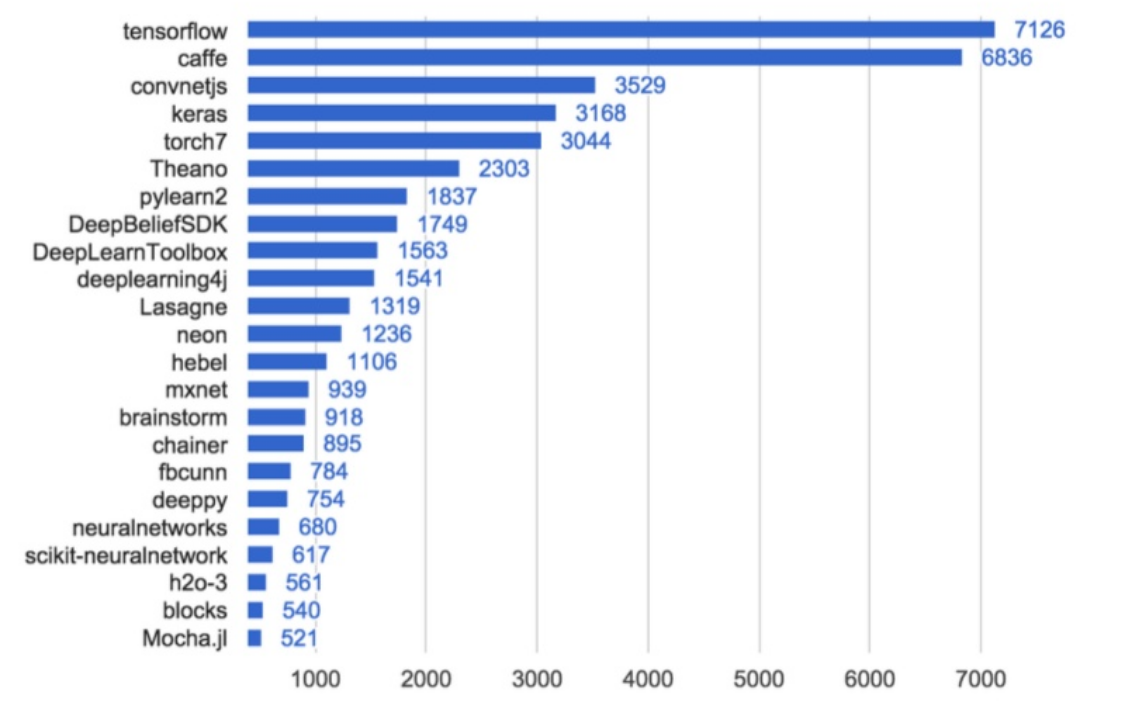 tensorflow 7126
caffe 6836
convnetjs 3529
keras 3168
torch7 3044
Theano 2303
pylearn2 1837
DeepBeliefSDK 1749
DeepLearnToolbox 1563
deeplearning4j 1541
Lasagne 1319
neon 1236
hebel 1106
mxnet 939
brainstorm 918
chainer 895
fbcunn 784
deeppy 754
neuralnetworks 680
scikit-neuralnetwork 617
h2o-3 561
blocks 540
Mocha.jl 521
1000 2000 3000 4000 5000 6000 7000